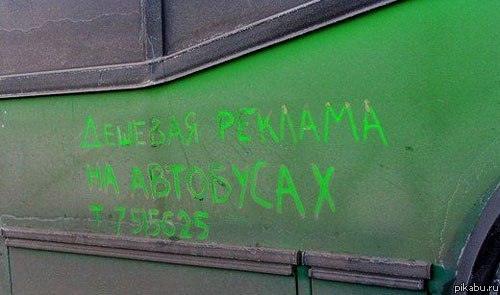 ДЕШЕВАЯ РЕКЛАМА
НА АВТОБУСАХ
Т 7515625
pikabu.ru